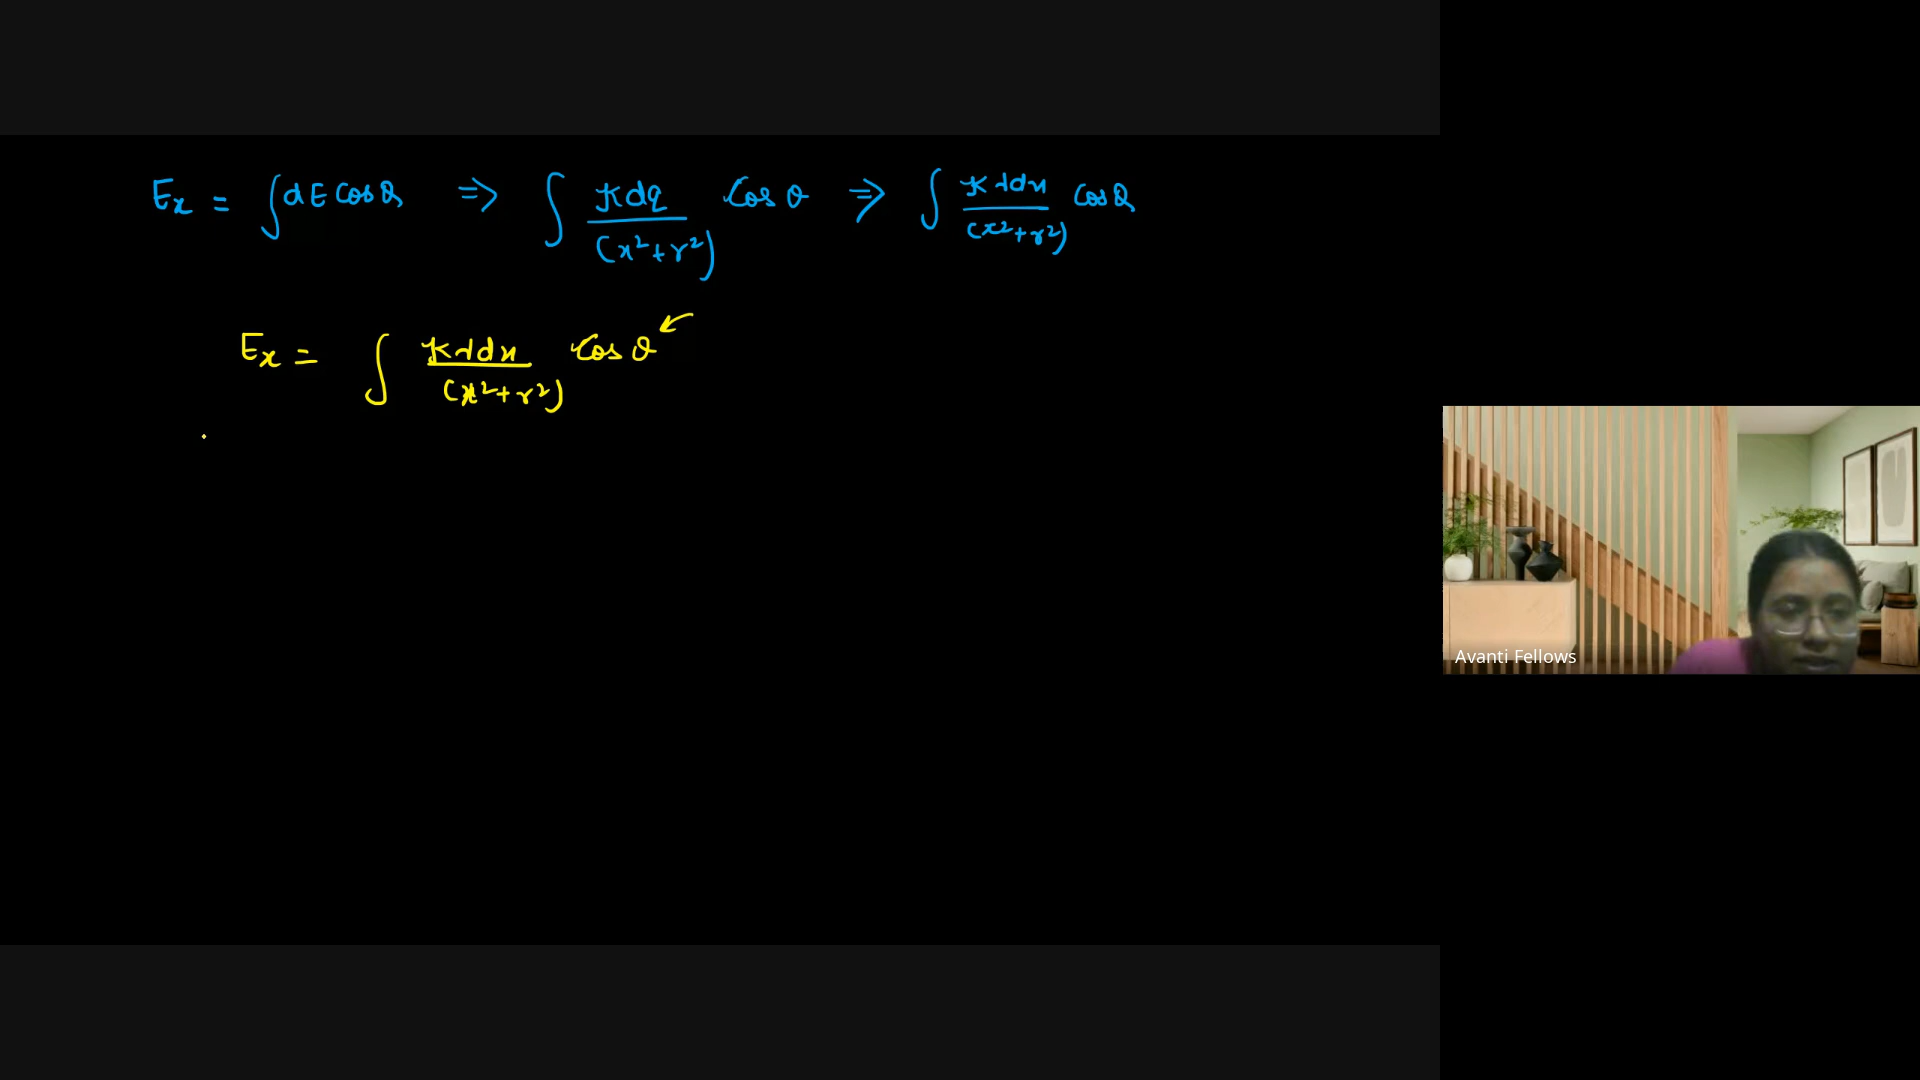 Ex = ∫dE Cosθ ⇒ ∫ Kdq/(x²+r²) Cosθ ⇒ ∫ Kλdx/(x²+r²) Cosθ
Ex = ∫ Kλdx/(x²+r²) Cosθ
Avanti Fellows